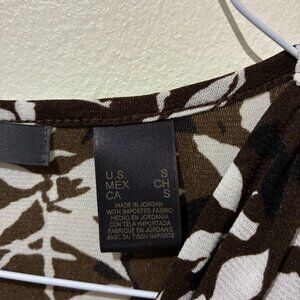 U.S. S
MEX CH
CA S
MADE IN JORDAN
WITH IMPORTED FABRIC
HECHO EN JORDANIA
CON TELA IMPORTADA
FABRIQUÉ EN JORDANIE
AVEC DU TISSU IMPORTÉ